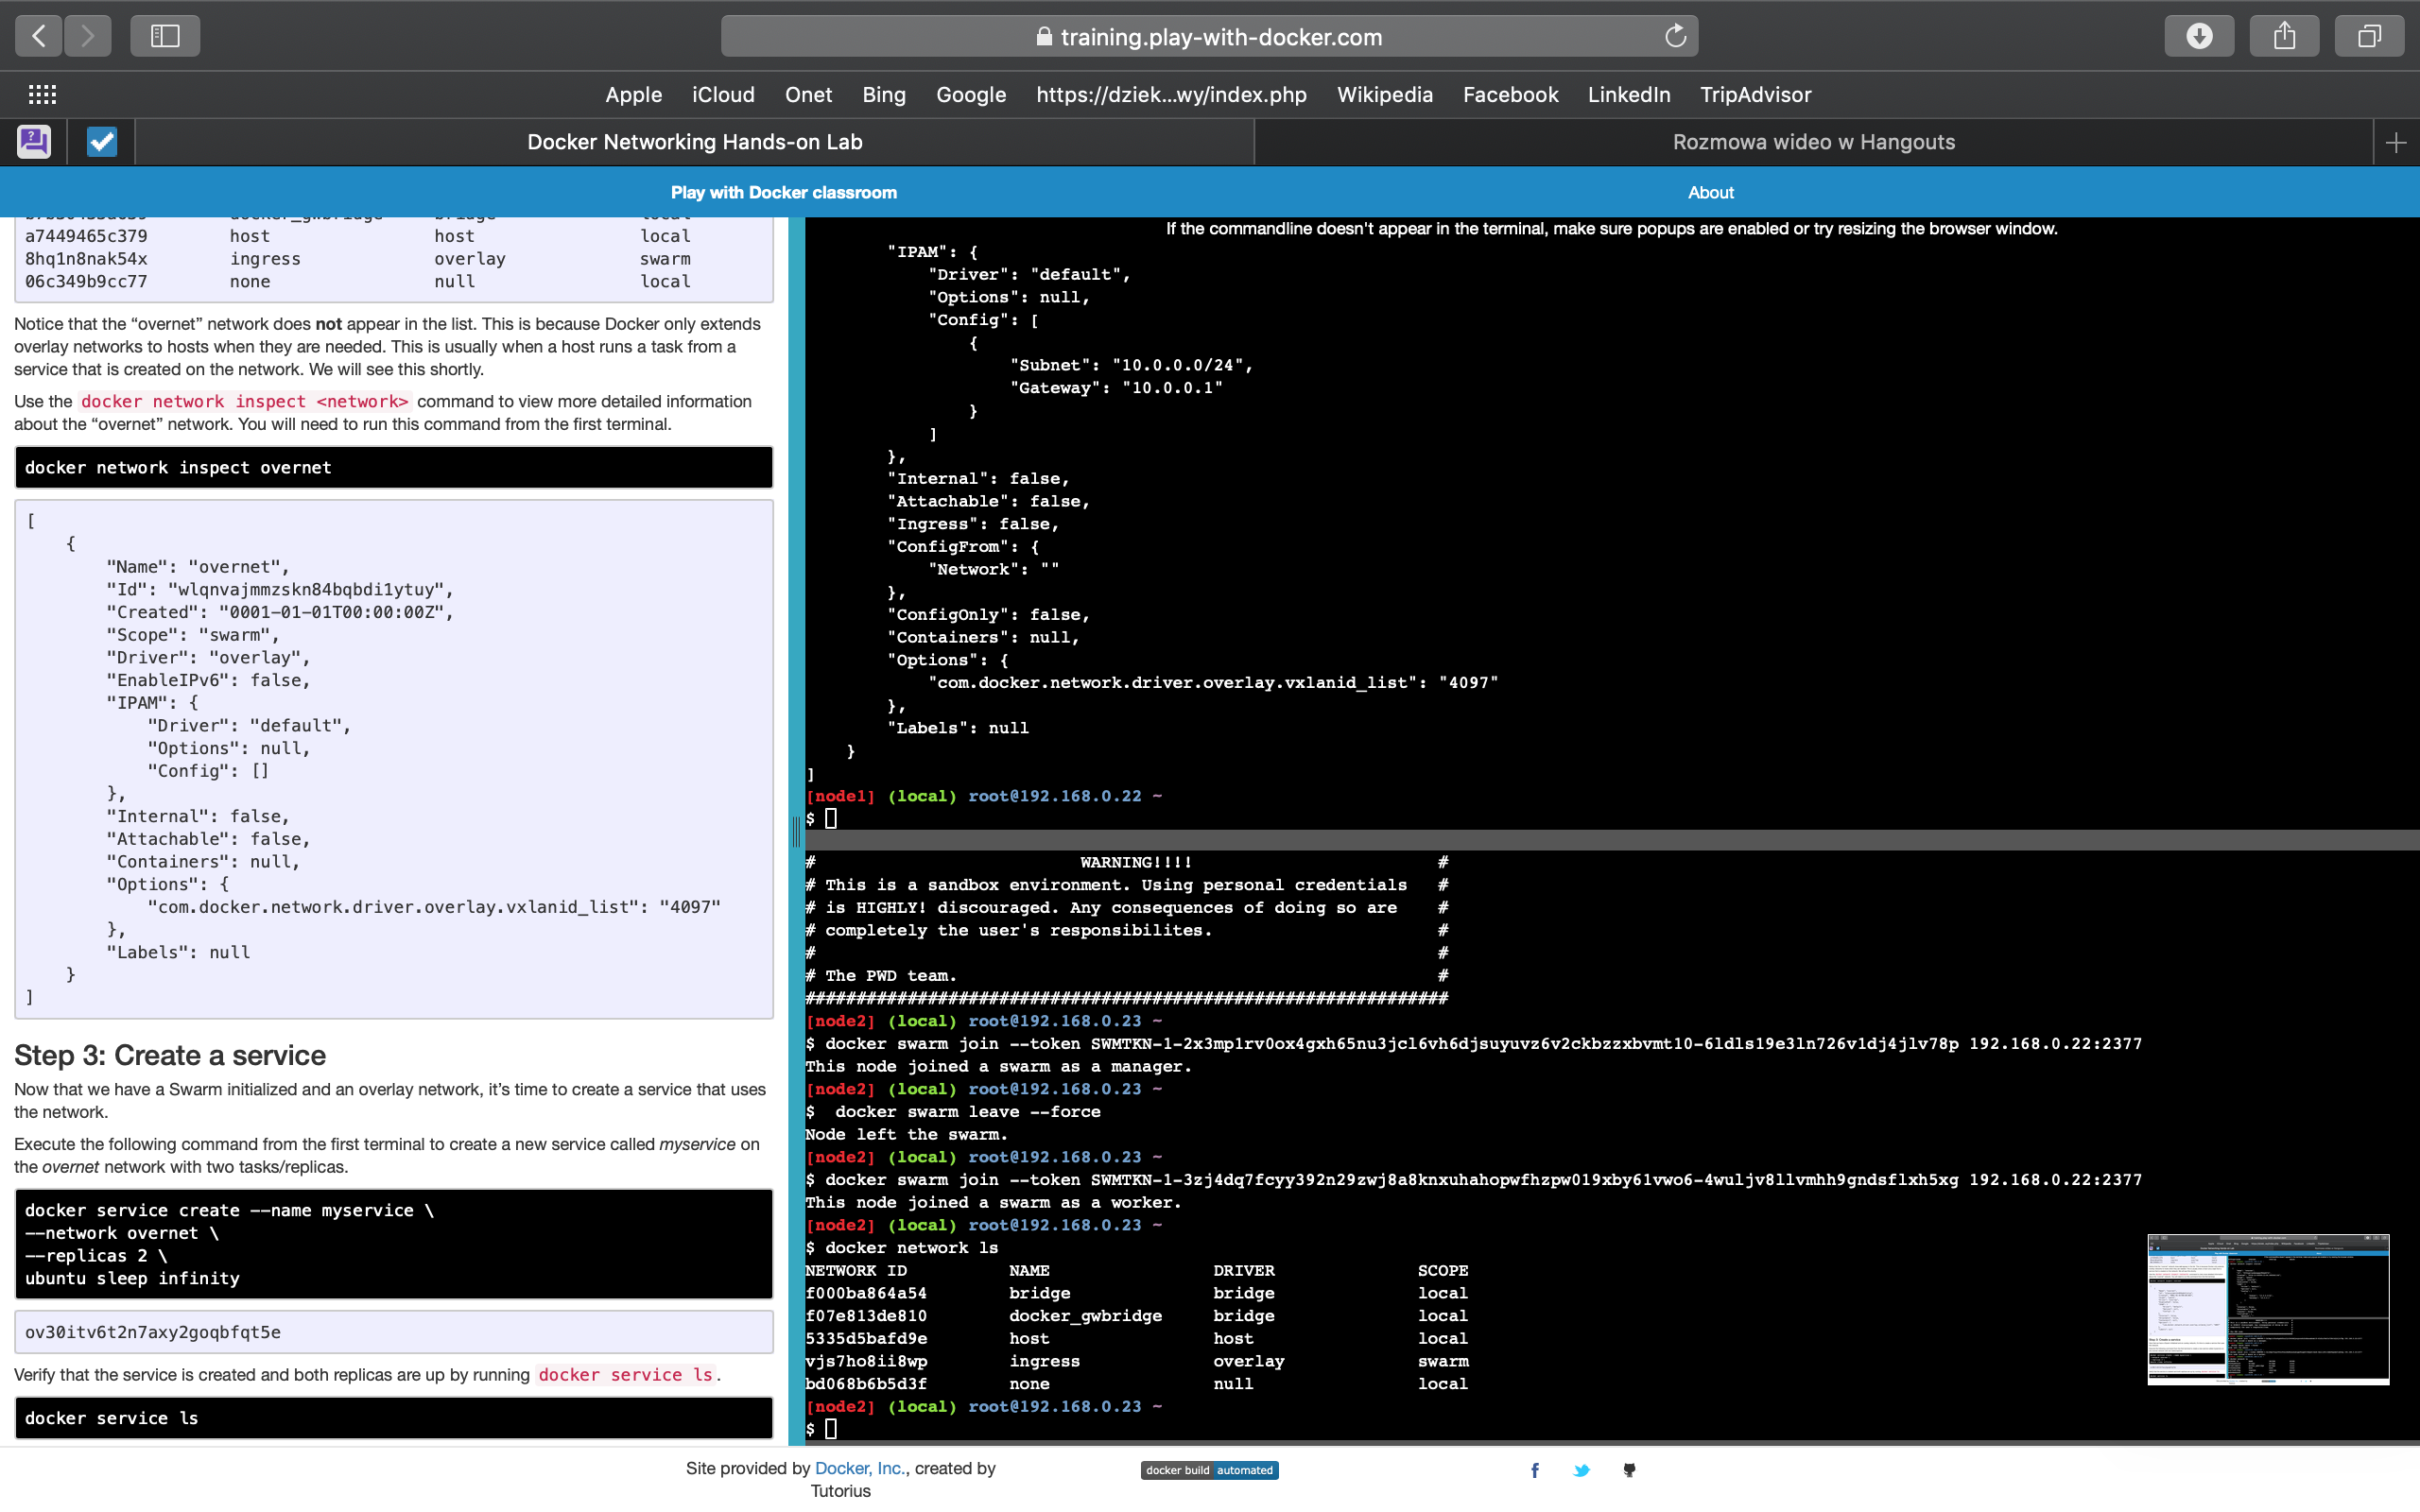 training.play-with-docker.com
Apple iCloud Onet Bing Google https://dziek...wy/index.php Wikipedia Facebook LinkedIn TripAdvisor
Docker Networking Hands-on Lab
Rozmowa wideo w Hangouts
Play with Docker classroom
About
a7449465c379 host host local
8hq1n8nak54x ingress overlay swarm
06c349b9cc77 none null local
Notice that the “overnet” network does not appear in the list. This is because Docker only extends
overlay networks to hosts when they are needed. This is usually when a host runs a task from a
service that is created on the network. We will see this shortly.
Use the docker network inspect <network> command to view more detailed information
about the “overnet” network. You will need to run this command from the first terminal.
docker network inspect overnet
[
{
"Name": "overnet",
"Id": "wlqnvajmmzskn84bqbdi1ytuy",
"Created": "0001-01-01T00:00:00Z",
"Scope": "swarm",
"Driver": "overlay",
"EnableIPv6": false,
"IPAM": {
"Driver": "default",
"Options": null,
"Config": []
},
"Internal": false,
"Attachable": false,
"Containers": null,
"Options": {
"com.docker.network.driver.overlay.vxlanid_list": "4097"
},
"Labels": null
}
]
Step 3: Create a service
Now that we have a Swarm initialized and an overlay network, it’s time to create a service that uses
the network.
Execute the following command from the first terminal to create a new service called myservice on
the overnet network with two tasks/replicas.
docker service create --name myservice \
--network overnet \
--replicas 2 \
ubuntu sleep infinity
ov30itv6t2n7axy2goqbfqt5e
Verify that the service is created and both replicas are up by running docker service ls.
docker service ls
If the commandline doesn't appear in the terminal, make sure popups are enabled or try resizing the browser window.
"IPAM": {
"Driver": "default",
"Options": null,
"Config": [
{
"Subnet": "10.0.0.0/24",
"Gateway": "10.0.0.1"
}
]
},
"Internal": false,
"Attachable": false,
"Ingress": false,
"ConfigFrom": {
"Network": ""
},
"ConfigOnly": false,
"Containers": null,
"Options": {
"com.docker.network.driver.overlay.vxlanid_list": "4097"
},
"Labels": null
}
]
[node1] (local) root@192.168.0.22 ~
$
# WARNING!!!! #
# This is a sandbox environment. Using personal credentials #
# is HIGHLY! discouraged. Any consequences of doing so are #
# completely the user's responsibilites. #
# #
# The PWD team. #
###############################################################
[node2] (local) root@192.168.0.23 ~
$ docker swarm join --token SWMTKN-1-2x3mp1rv0ox4gxh65nu3jcl6vh6djsuyuvz6v2ckbzzxbvmt10-6ldls19e3ln726v1dj4jlv78p 192.168.0.22:2377
This node joined a swarm as a manager.
[node2] (local) root@192.168.0.23 ~
$ docker swarm leave --force
Node left the swarm.
[node2] (local) root@192.168.0.23 ~
$ docker swarm join --token SWMTKN-1-3zj4dq7fcyy392n29zwj8a8knxuhahopwfhzpw019xby61vwo6-4wuljv8llvmhh9gndsflxh5xg 192.168.0.22:2377
This node joined a swarm as a worker.
[node2] (local) root@192.168.0.23 ~
$ docker network ls
NETWORK ID NAME DRIVER SCOPE
f000ba864a54 bridge bridge local
f07e813de810 docker_gwbridge bridge local
5335d5bafd9e host host local
vjs7ho8ii8wp ingress overlay swarm
bd068b6b5d3f none null local
[node2] (local) root@192.168.0.23 ~
$
Site provided by Docker, Inc., created by
Tutorius
docker build automated